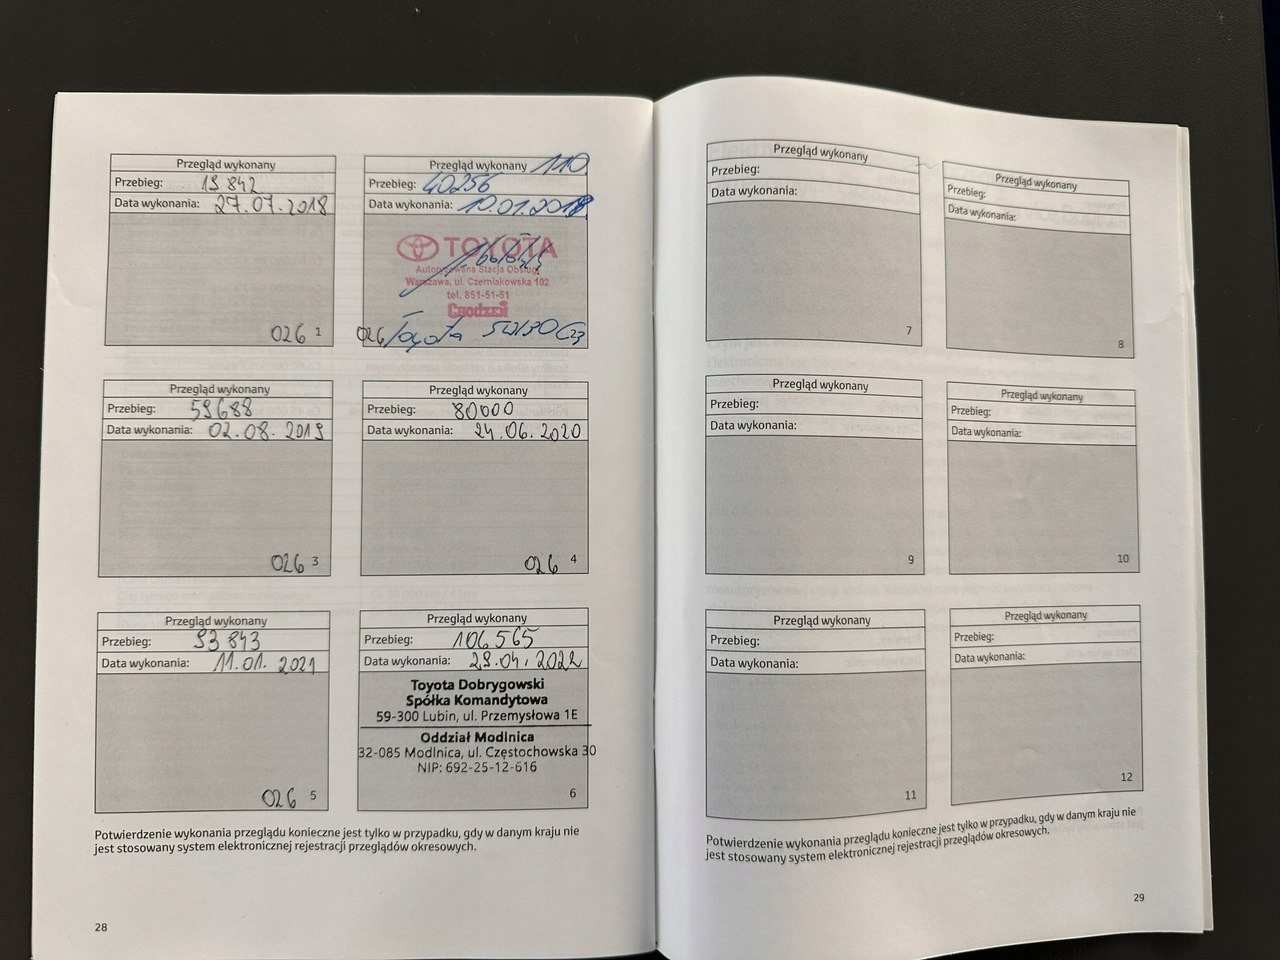 Przegląd wykonany
Przebieg: 19 842
Data wykonania: 27.07.2018
026 1
Przegląd wykonany 110
Przebieg: 40256
Data wykonania: 10.01.2019
TOYOTA
Autoryzowana Stacja Obsługi
Warszawa, ul. Czerniakowska 102
tel. 851-51-51
Chodzeń
026 Toyota 5W30 C23
Przegląd wykonany
Przebieg: 59688
Data wykonania: 02.08.2019
026 3
Przegląd wykonany
Przebieg: 80000
Data wykonania: 24.06.2020
026 4
Przegląd wykonany
Przebieg: 93 843
Data wykonania: 11.01.2021
026 5
Przegląd wykonany
Przebieg: 106 565
Data wykonania: 29.04.2022
Toyota Dobrygowski
Spółka Komandytowa
59-300 Lubin, ul. Przemysłowa 1E
Oddział Modlnica
32-085 Modlnica, ul. Częstochowska 30
NIP: 692-25-12-616
6
Potwierdzenie wykonania przeglądu konieczne jest tylko w przypadku, gdy w danym kraju nie
jest stosowany system elektronicznej rejestracji przeglądów okresowych.
28
Przegląd wykonany
Przebieg:
Data wykonania:
7
Przegląd wykonany
Przebieg:
Data wykonania:
8
Przegląd wykonany
Przebieg:
Data wykonania:
9
Przegląd wykonany
Przebieg:
Data wykonania:
10
Przegląd wykonany
Przebieg:
Data wykonania:
11
Przegląd wykonany
Przebieg:
Data wykonania:
12
Potwierdzenie wykonania przeglądu konieczne jest tylko w przypadku, gdy w danym kraju nie
jest stosowany system elektronicznej rejestracji przeglądów okresowych.
29